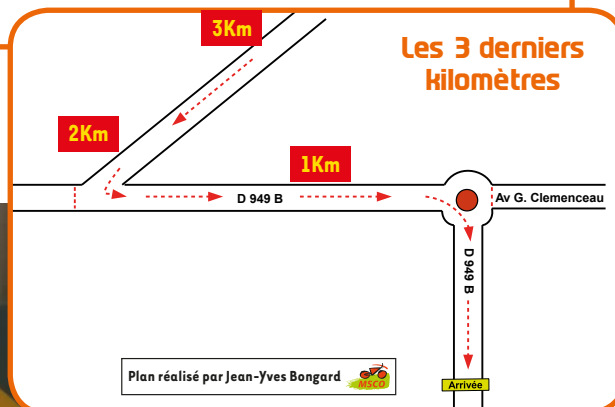 3Km
Les 3 derniers
kilomètres
2Km
1Km
D 949 B
Av G. Clemenceau
D 949 B
Plan réalisé par Jean-Yves Bongard
MSCO
Arrivée